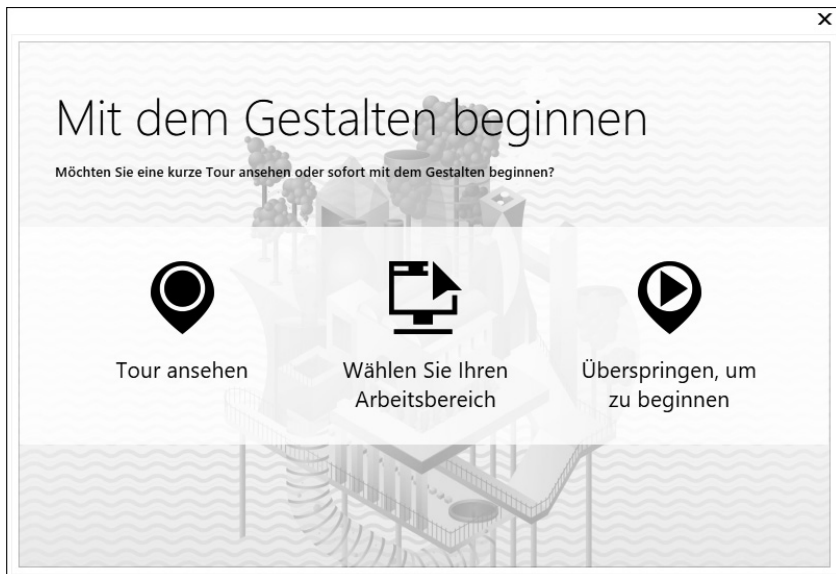 Mit dem Gestalten beginnen
Möchten Sie eine kurze Tour ansehen oder sofort mit dem Gestalten beginnen?
Tour ansehen
Wählen Sie Ihren
Arbeitsbereich
Überspringen, um
zu beginnen